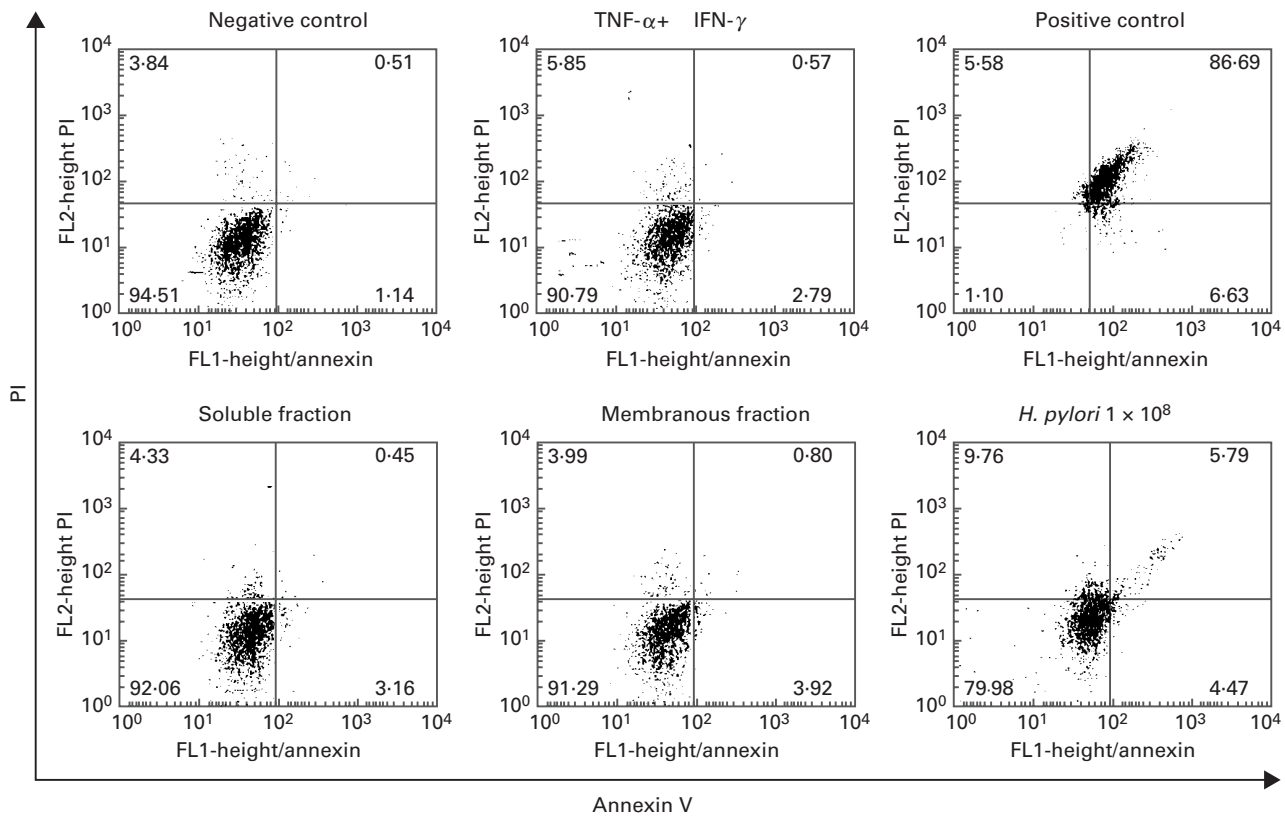 Negative control
3·84
0·51
94·51
1·14
10⁴
10³
10²
10¹
10⁰
FL2-height PI
10⁰ 10¹ 10² 10³ 10⁴
FL1-height/annexin
TNF-α+ IFN-γ
5·85
0·57
90·79
2·79
10⁴
10³
10²
10¹
10⁰
FL2-height PI
10⁰ 10¹ 10² 10³ 10⁴
FL1-height/annexin
Positive control
5·58
86·69
1·10
6·63
10⁴
10³
10²
10¹
10⁰
FL2-height PI
10⁰ 10¹ 10² 10³ 10⁴
FL1-height/annexin
PI
Soluble fraction
4·33
0·45
92·06
3·16
10⁴
10³
10²
10¹
10⁰
FL2-height PI
10⁰ 10¹ 10² 10³ 10⁴
FL1-height/annexin
Membranous fraction
3·99
0·80
91·29
3·92
10⁴
10³
10²
10¹
10⁰
FL2-height PI
10⁰ 10¹ 10² 10³ 10⁴
FL1-height/annexin
H. pylori 1 × 10⁸
9·76
5·79
79·98
4·47
10⁴
10³
10²
10¹
10⁰
FL2-height PI
10⁰ 10¹ 10² 10³ 10⁴
FL1-height/annexin
Annexin V